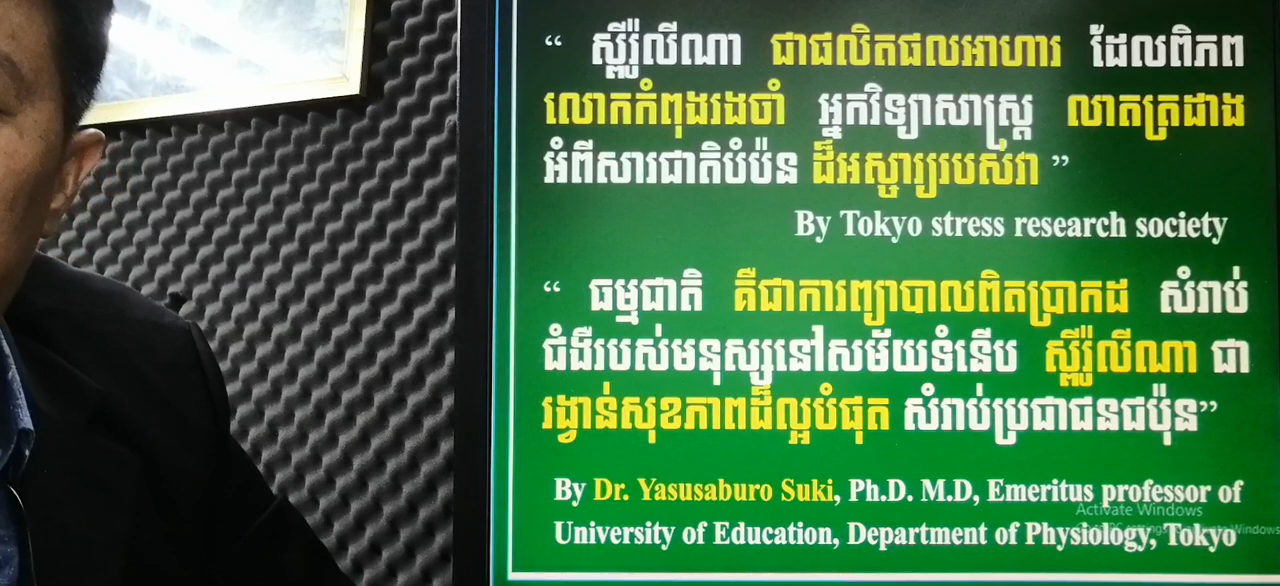 “ ស្ពីរ៉ូលីណា ជាផលិតផលអាហារ ដែលពិភព
លោកកំពុងរងចាំ អ្នកវិទ្យាសាស្ត្រ លាតត្រដាង
អំពីសារជាតិបំប៉ន ដ៏អស្ចារ្យរបស់វា ”
By Tokyo stress research society
“ ធម្មជាតិ គឺជាការព្យាបាលពិតប្រាកដ សំរាប់
ជំងឺរបស់មនុស្សនៅសម័យទំនើប ស្ពីរ៉ូលីណា ជា
រង្វាន់សុខភាពដ៏ល្អបំផុត សំរាប់ប្រជាជនជប៉ុន”
By Dr. Yasusaburo Suki, Ph.D. M.D, Emeritus professor of
Activate Windows
University of Education, Department of Physiology, Tokyo